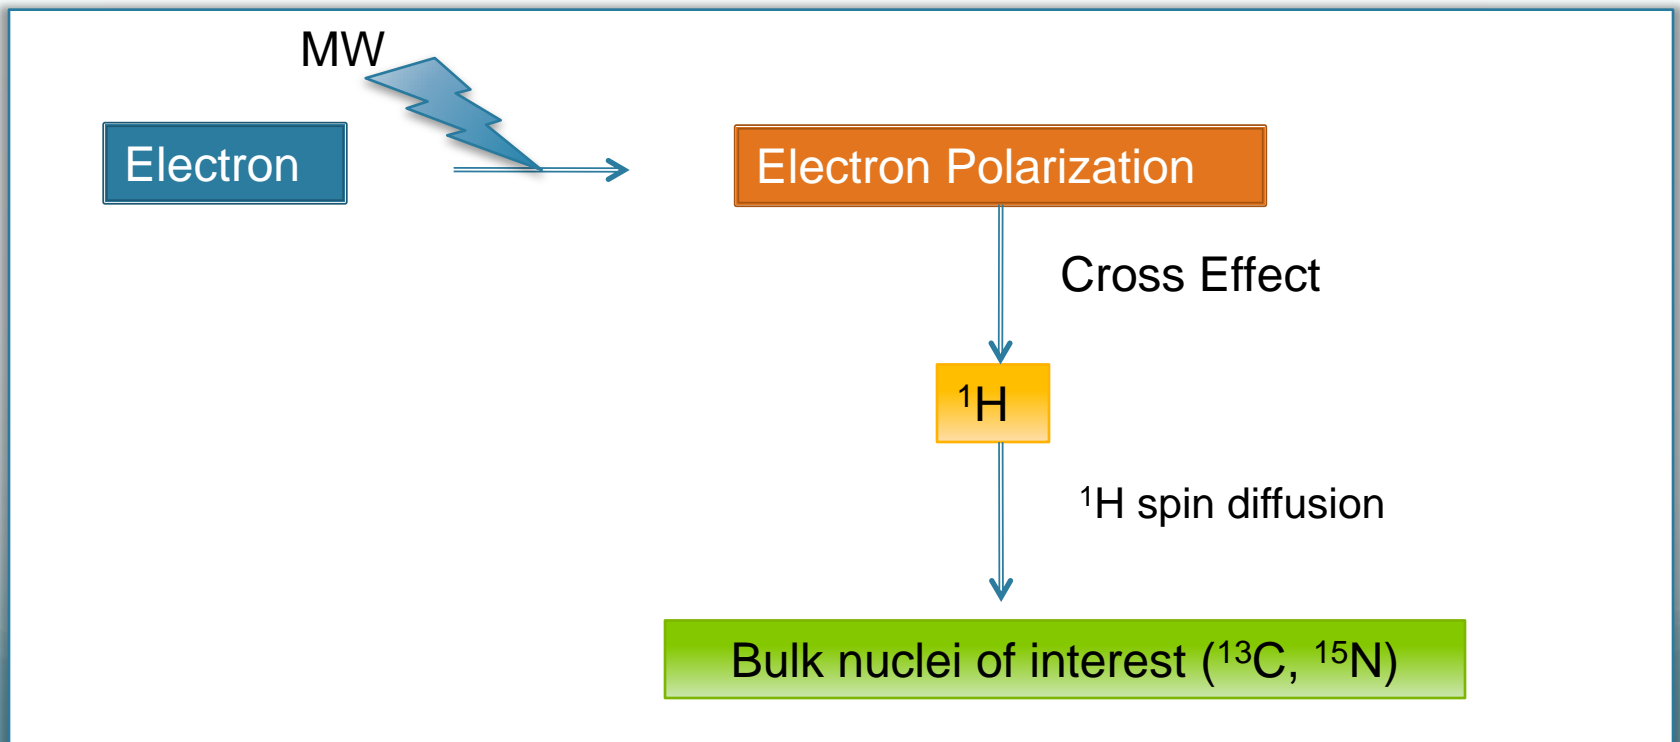 MW
Electron
Electron Polarization
Cross Effect
¹H
¹H spin diffusion
Bulk nuclei of interest (¹³C, ¹⁵N)